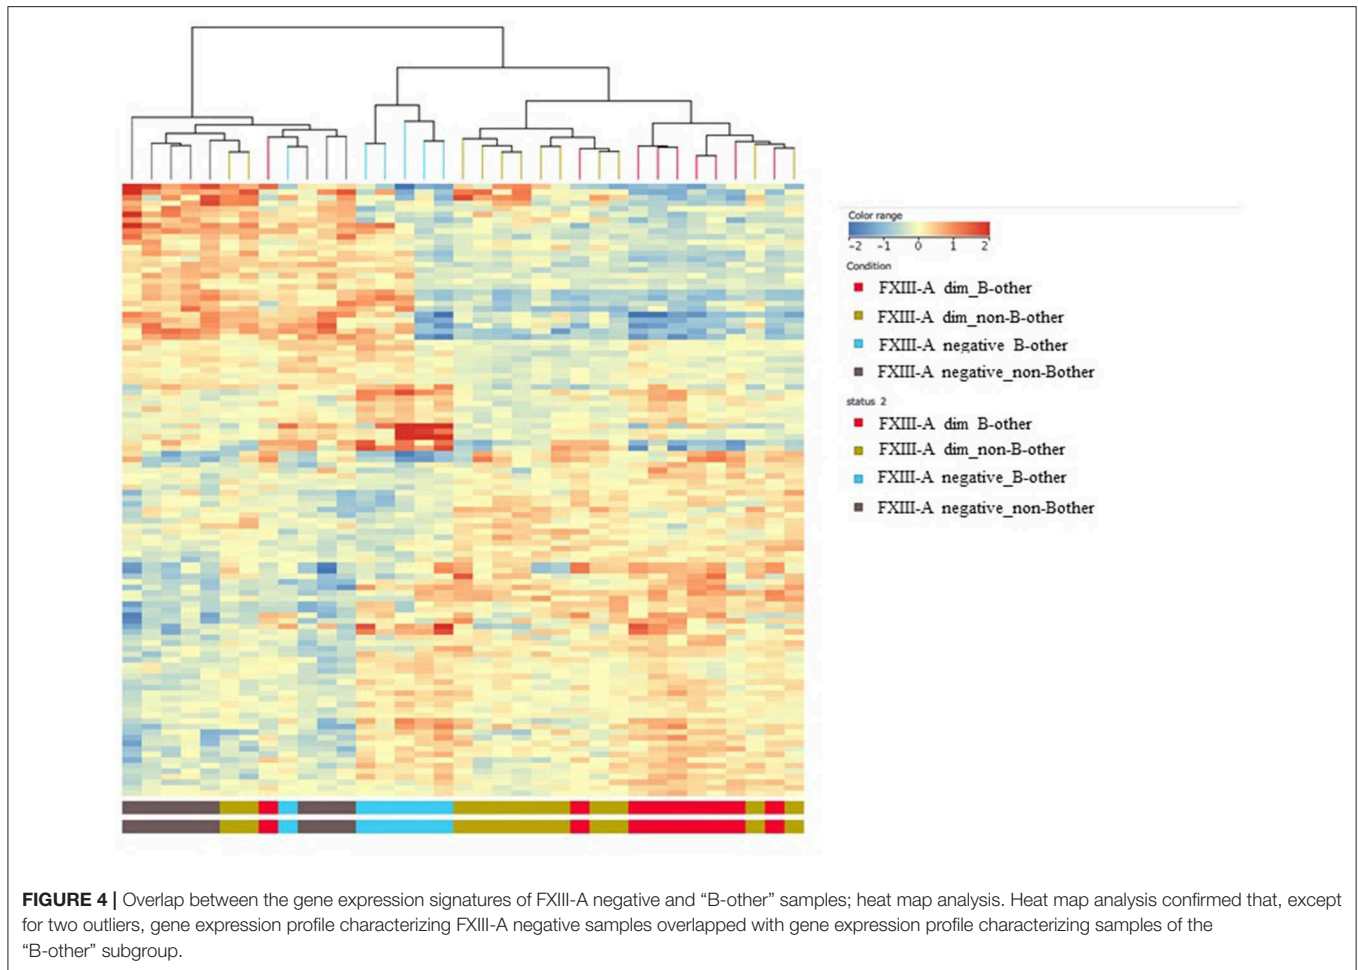 Color range
-2 -1 0 1 2
Condition
FXIII-A dim_B-other
FXIII-A dim_non-B-other
FXIII-A negative B-other
FXIII-A negative_non-Bother
status 2
FXIII-A dim B-other
FXIII-A dim_non-B-other
FXIII-A negative_B-other
FXIII-A negative_non-Bother
FIGURE 4 | Overlap between the gene expression signatures of FXIII-A negative and “B-other” samples; heat map analysis. Heat map analysis confirmed that, except
for two outliers, gene expression profile characterizing FXIII-A negative samples overlapped with gene expression profile characterizing samples of the
“B-other” subgroup.